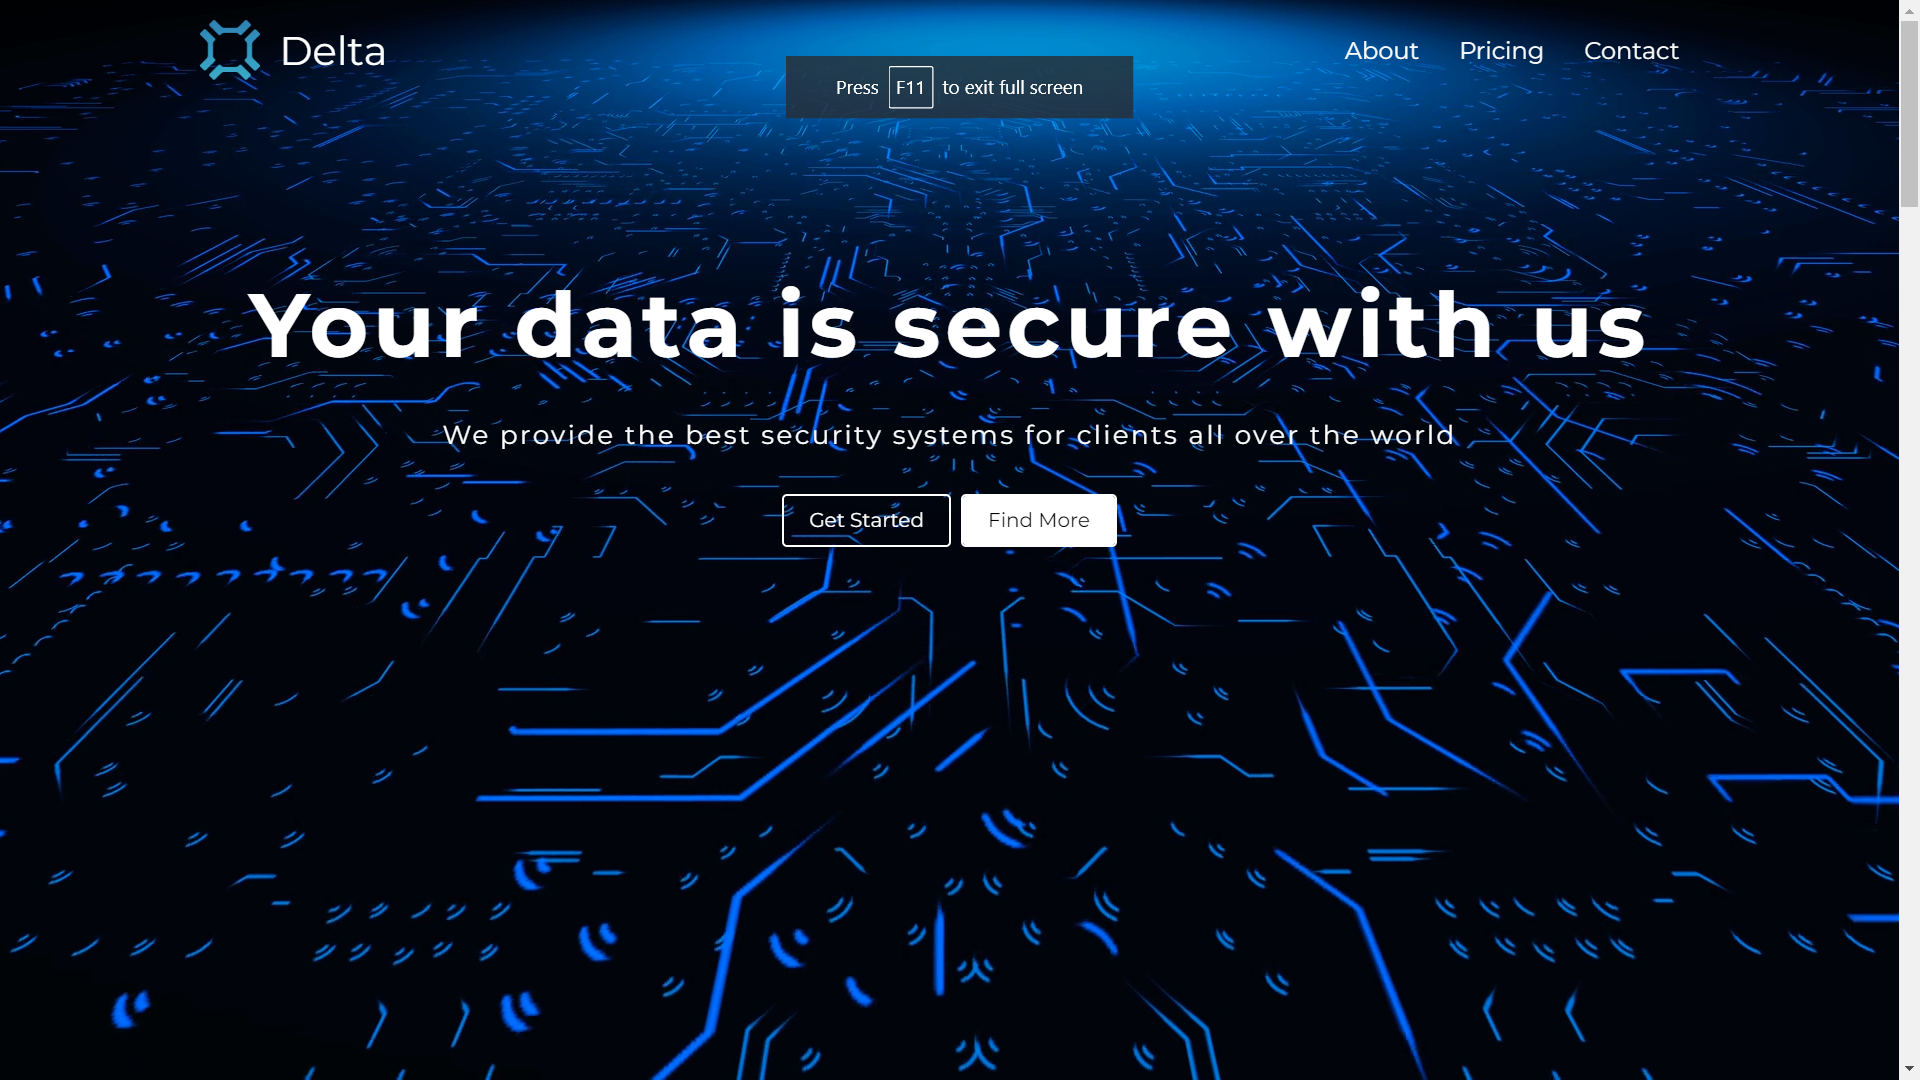 Delta
About
Pricing
Contact
Press F11 to exit full screen
Your data is secure with us
We provide the best security systems for clients all over the world
Get Started
Find More